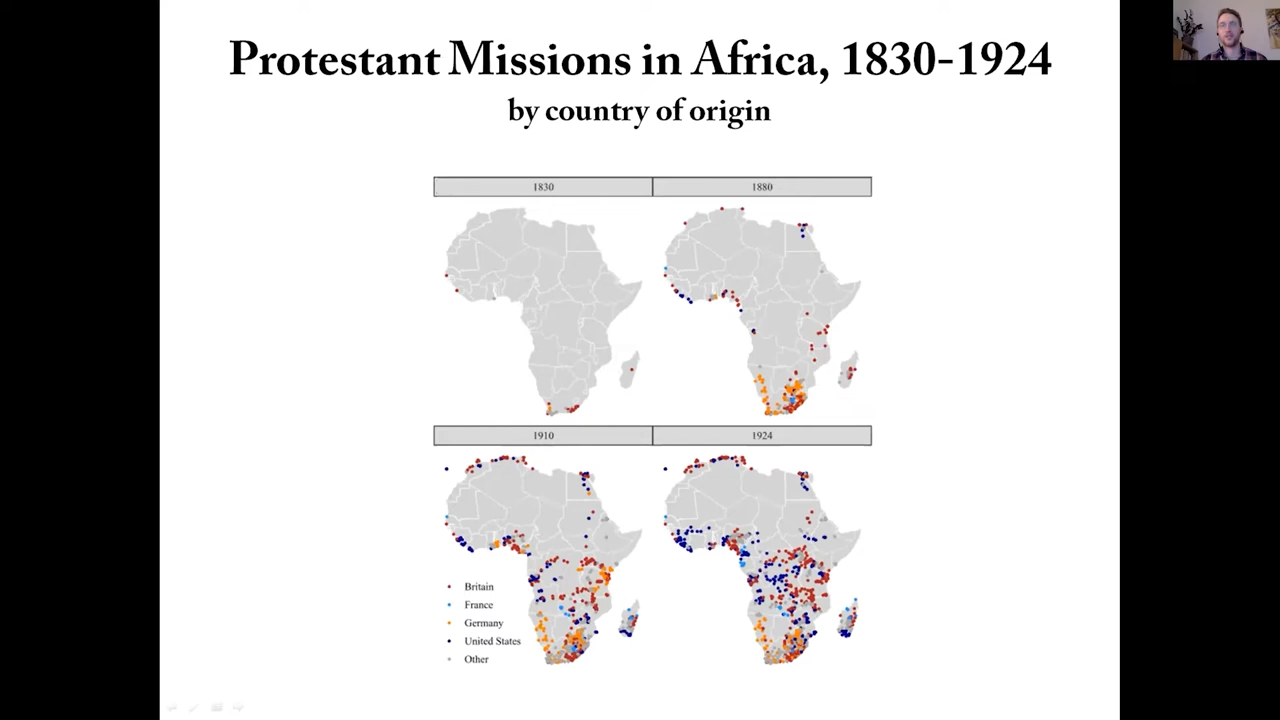 Protestant Missions in Africa, 1830-1924
by country of origin
1830
1880
1910
1924
Britain
France
Germany
United States
Other